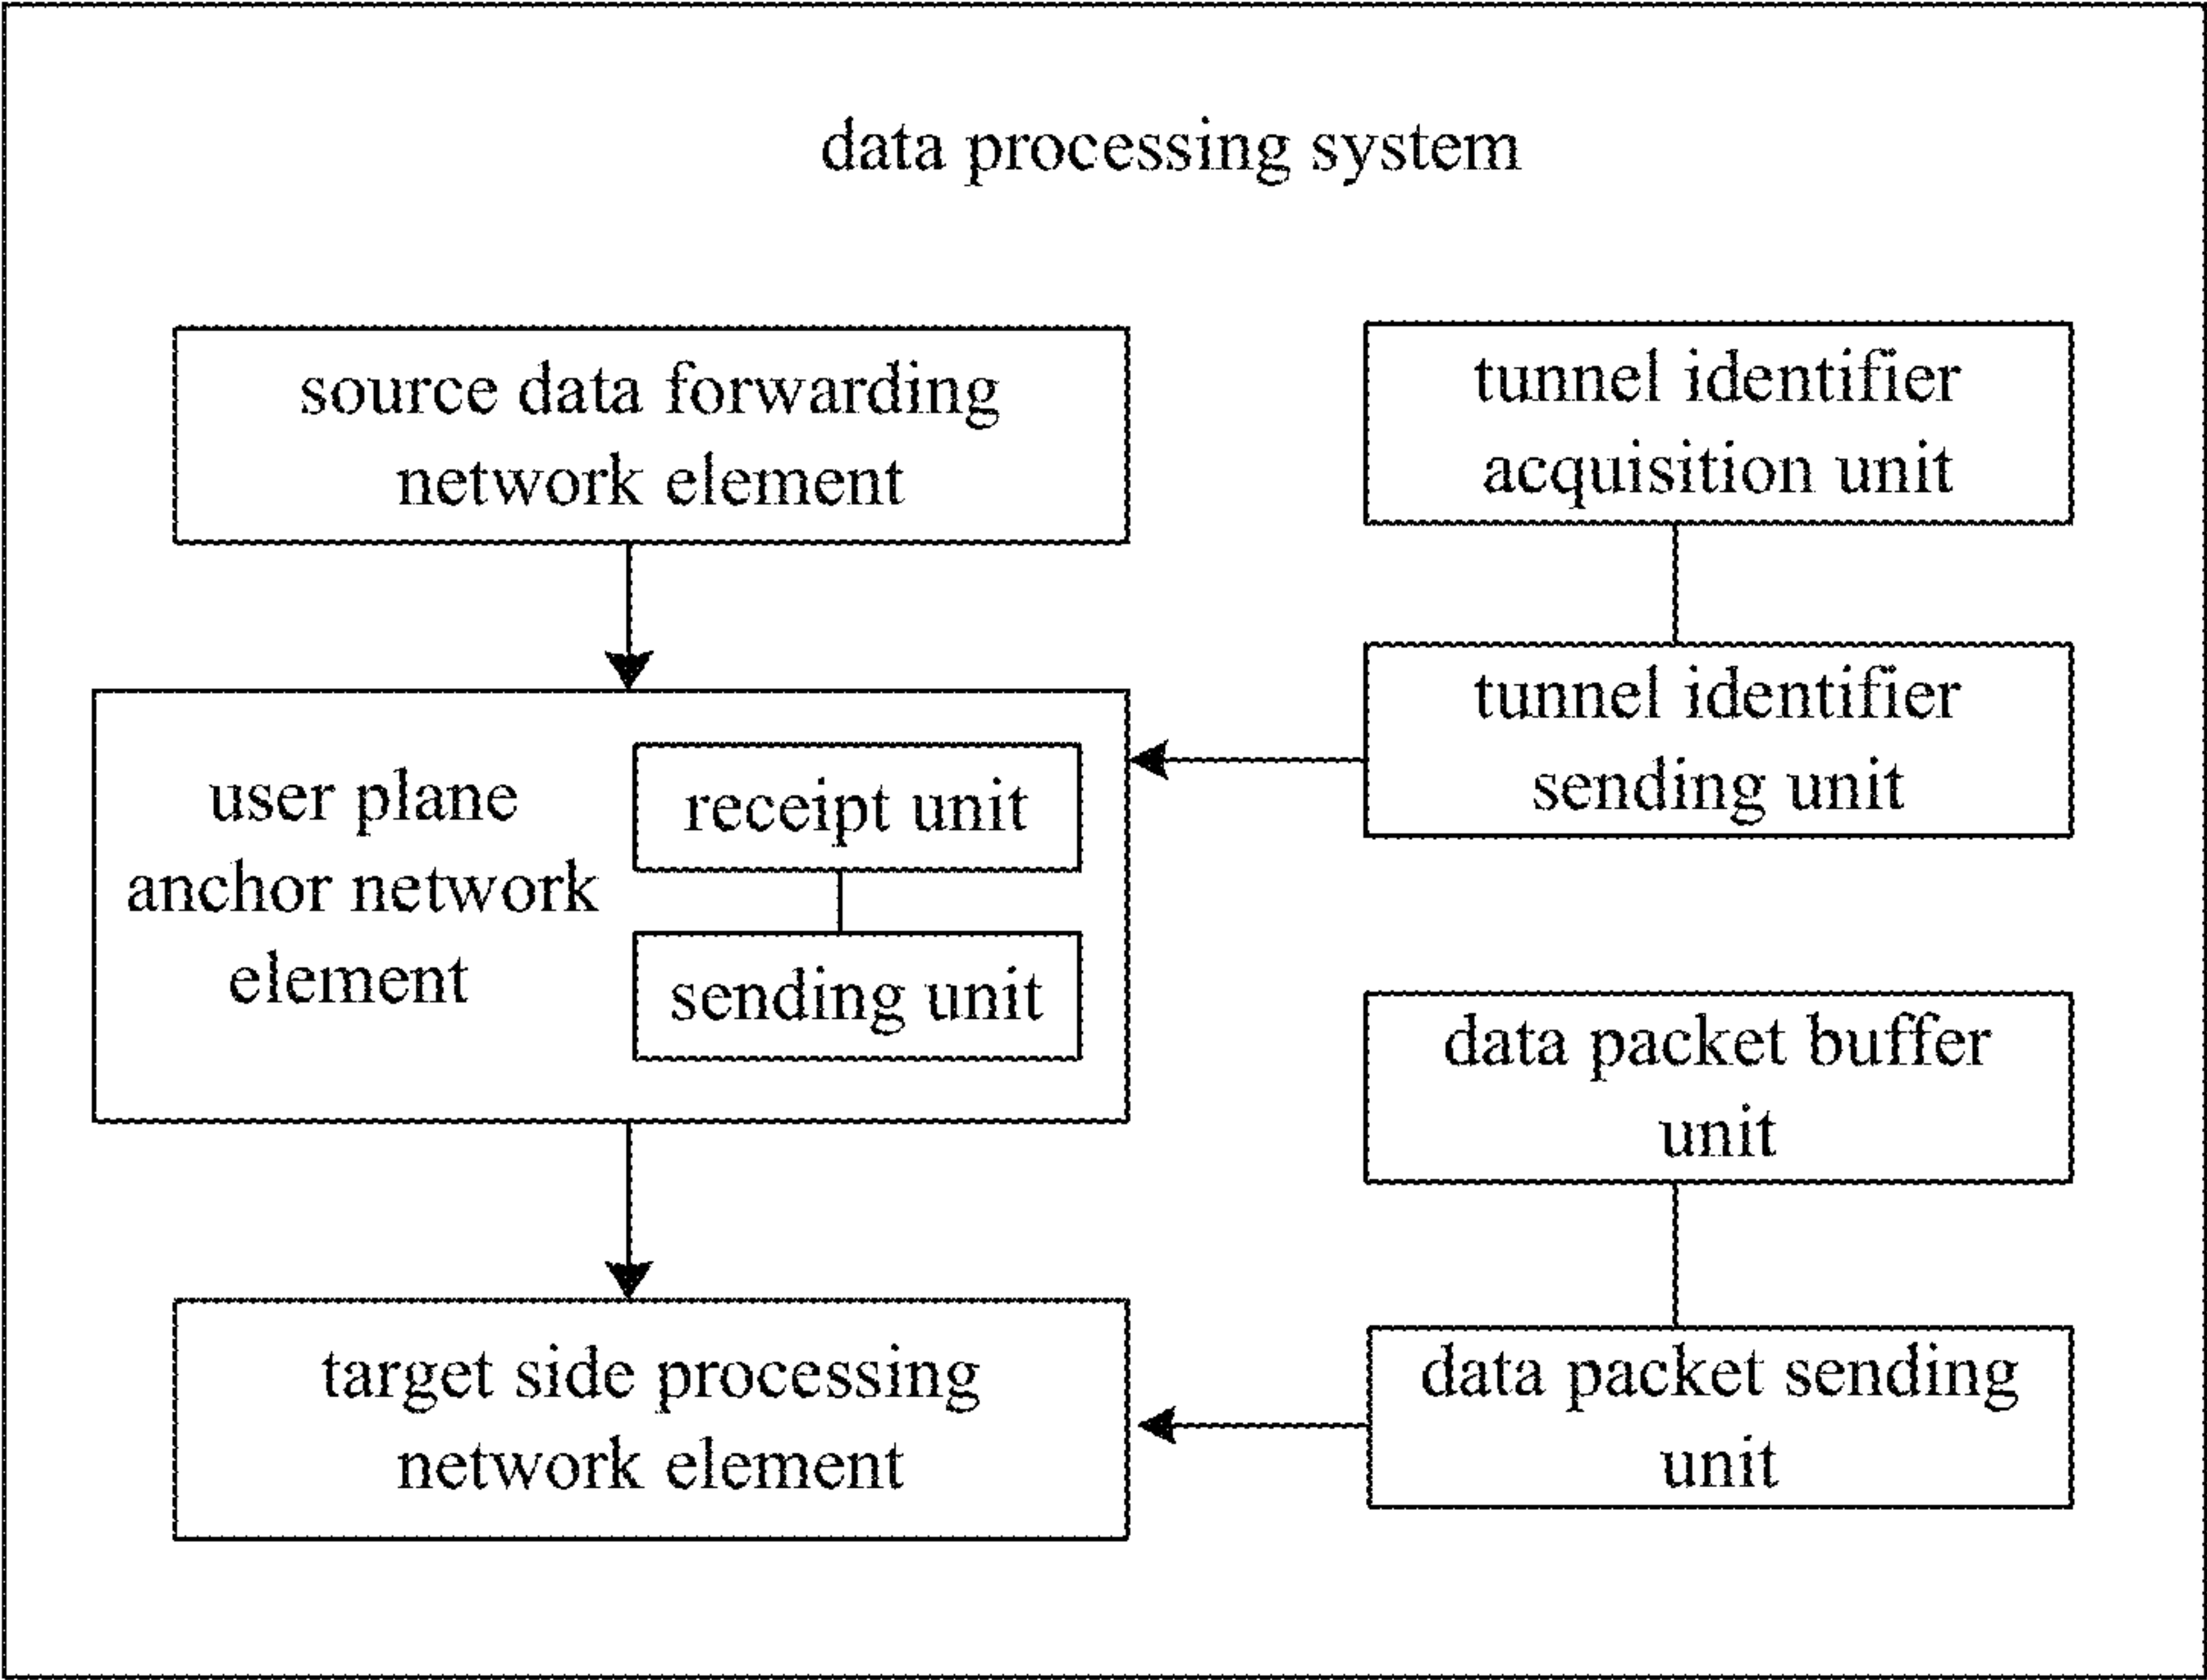 data processing system
source data forwarding
network element
tunnel identifier
acquisition unit
tunnel identifier
sending unit
user plane
anchor network
element
receipt unit
sending unit
data packet buffer
unit
target side processing
network element
data packet sending
unit